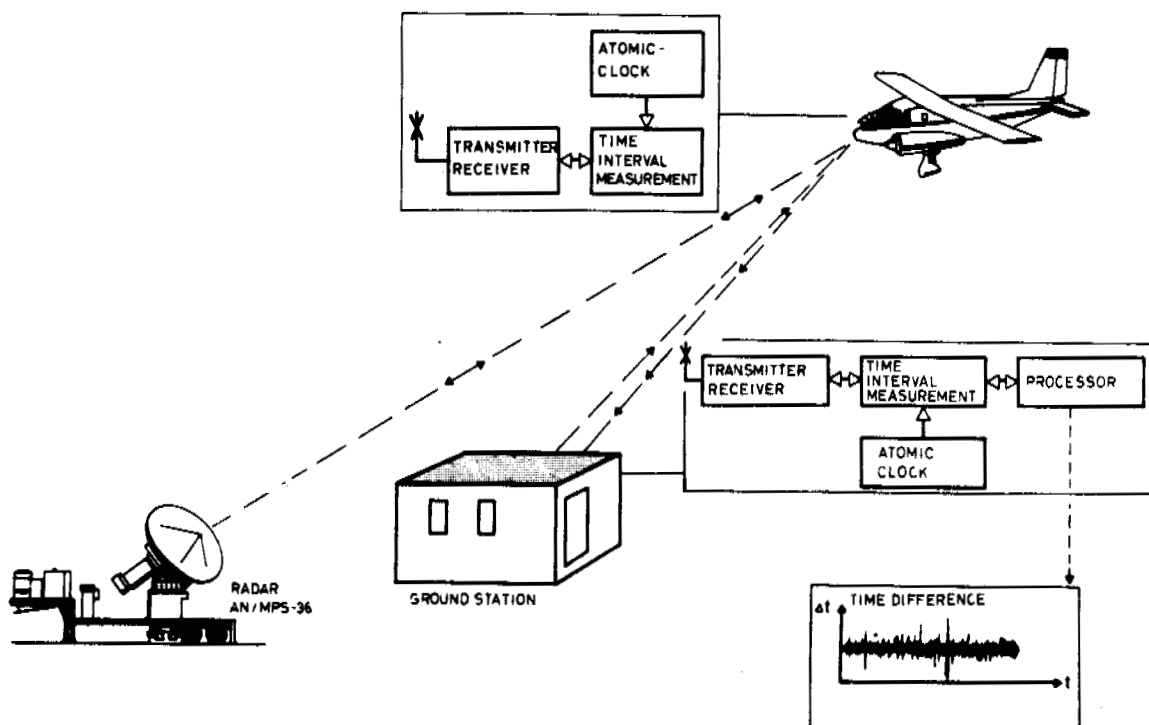 ATOMIC-
CLOCK
TRANSMITTER
RECEIVER
TIME
INTERVAL
MEASUREMENT
TRANSMITTER
RECEIVER
TIME
INTERVAL
MEASUREMENT
PROCESSOR
ATOMIC
CLOCK
RADAR
AN/MPS-36
GROUND STATION
TIME DIFFERENCE
Δt
t